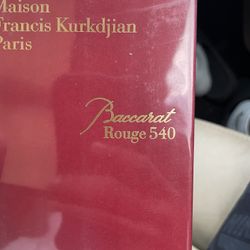 Maison
Francis Kurkdjian
Paris
Baccarat
Rouge 540